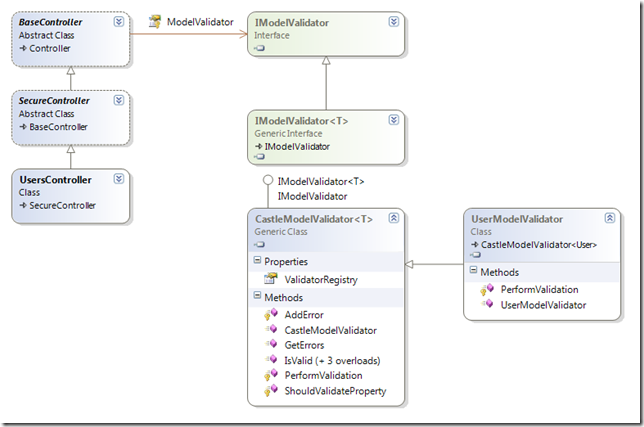 BaseController
Abstract Class
Controller
ModelValidator
IModelValidator
Interface
SecureController
Abstract Class
BaseController
IModelValidator<T>
Generic Interface
IModelValidator
UsersController
Class
SecureController
IModelValidator<T>
IModelValidator
CastleModelValidator<T>
Generic Class
Properties
ValidatorRegistry
Methods
AddError
CastleModelValidator
GetErrors
IsValid (+ 3 overloads)
PerformValidation
ShouldValidateProperty
UserModelValidator
Class
CastleModelValidator<User>
Methods
PerformValidation
UserModelValidator